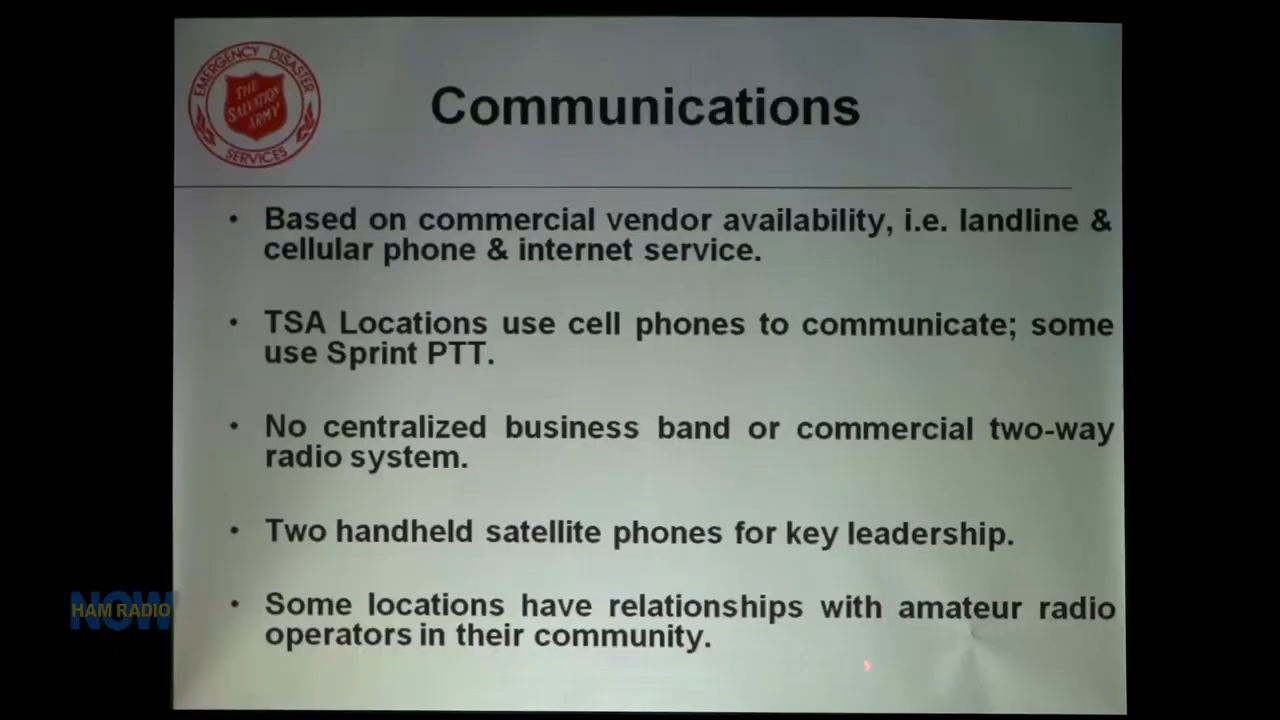 EMERGENCY DISASTER
THE
SALVATION
ARMY
SERVICES
Communications
• Based on commercial vendor availability, i.e. landline &
cellular phone & internet service.
• TSA Locations use cell phones to communicate; some
use Sprint PTT.
• No centralized business band or commercial two-way
radio system.
• Two handheld satellite phones for key leadership.
• Some locations have relationships with amateur radio
operators in their community.
HAM RADIO
NOW